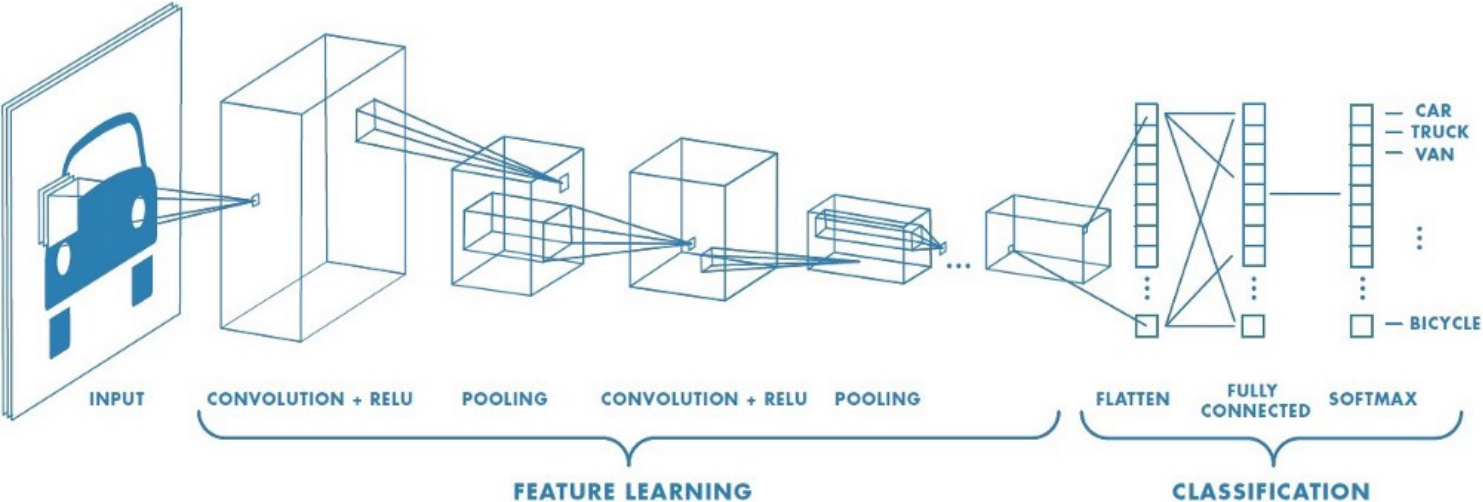 CAR
TRUCK
VAN
BICYCLE
INPUT
CONVOLUTION + RELU
POOLING
CONVOLUTION + RELU
POOLING
FLATTEN
FULLY
CONNECTED
SOFTMAX
FEATURE LEARNING
CLASSIFICATION